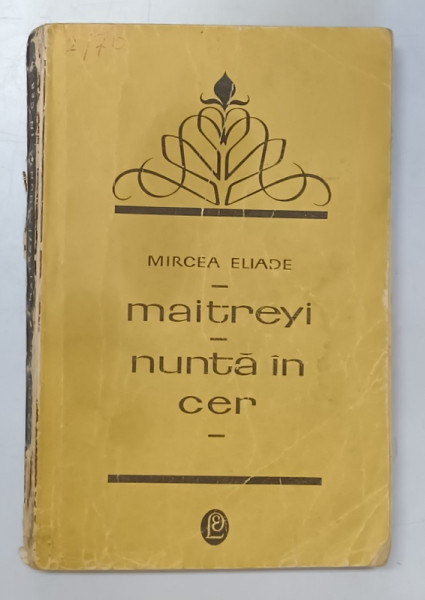 MIRCEA ELIADE
maitreyi
nuntă în
cer